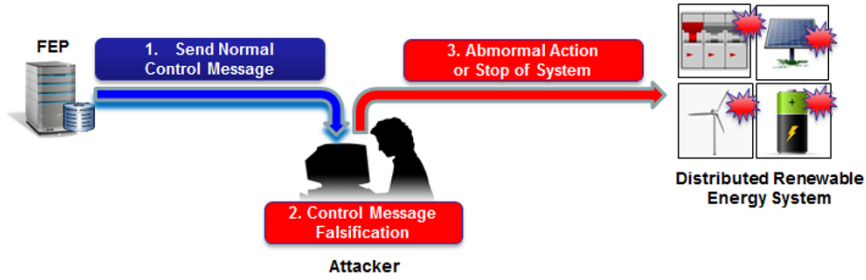 FEP
1. Send Normal
Control Message
3. Abmormal Action
or Stop of System
2. Control Message
Falsification
Attacker
Distributed Renewable
Energy System